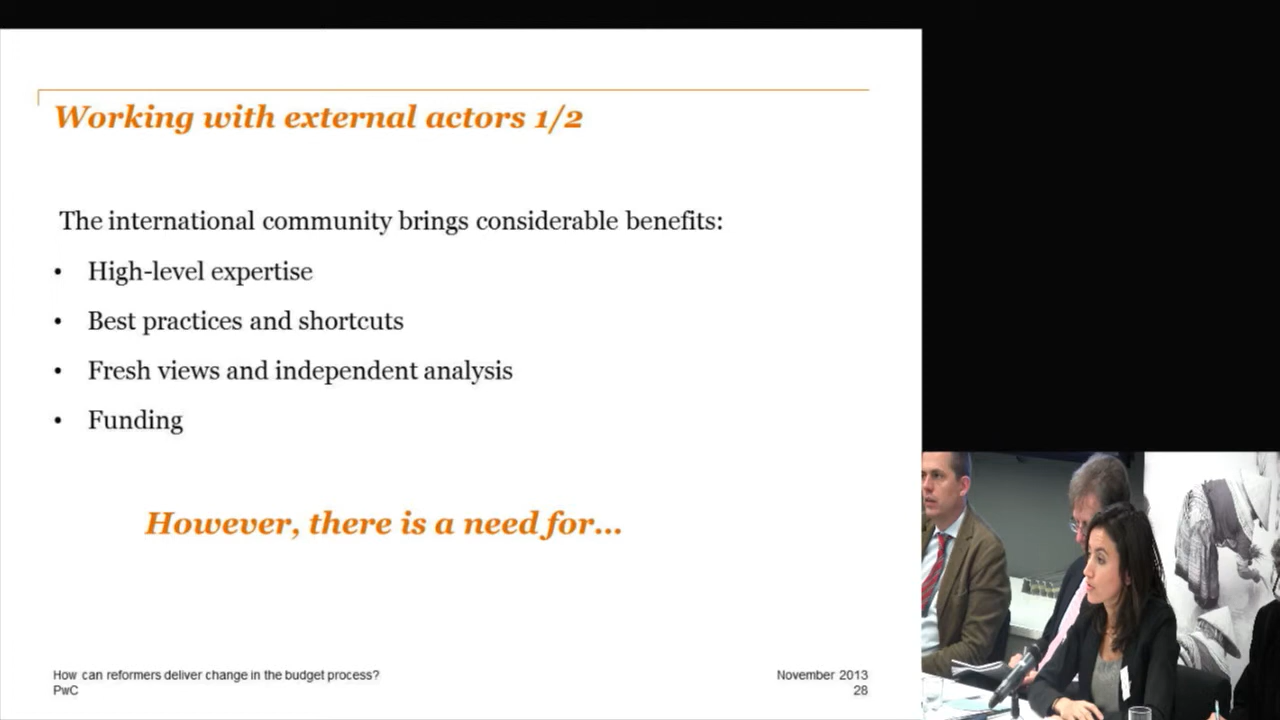 Working with external actors 1/2
The international community brings considerable benefits:
• High-level expertise
• Best practices and shortcuts
• Fresh views and independent analysis
• Funding
However, there is a need for...
How can reformers deliver change in the budget process?
PwC
November 2013
28